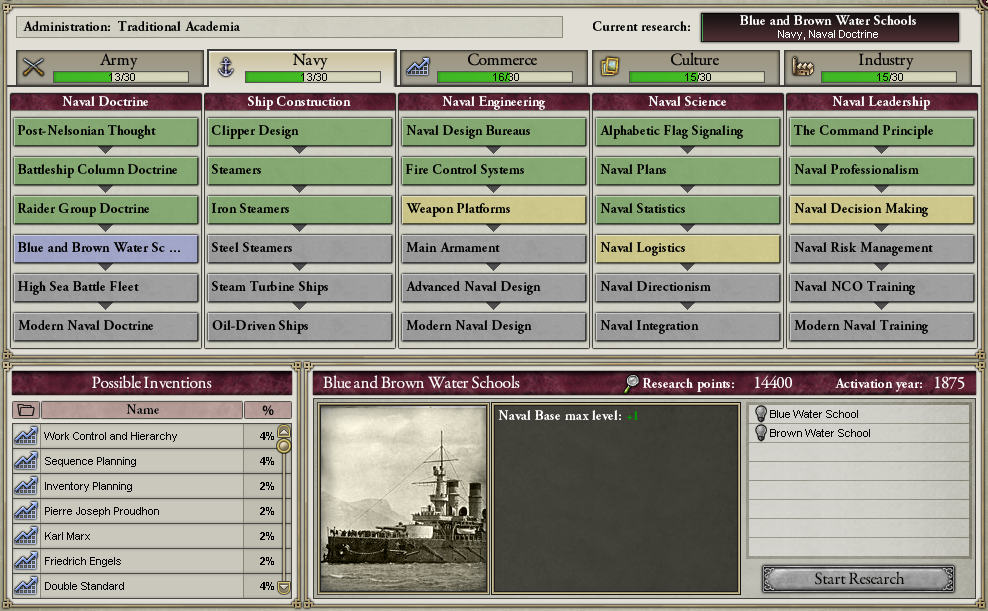 Administration: Traditional Academia
Current research:
Blue and Brown Water Schools
Navy, Naval Doctrine
Army
13/30
Navy
13/30
Commerce
16/30
Culture
15/30
Industry
15/30
Naval Doctrine
Ship Construction
Naval Engineering
Naval Science
Naval Leadership
Post-Nelsonian Thought
Clipper Design
Naval Design Bureaus
Alphabetic Flag Signaling
The Command Principle
Battleship Column Doctrine
Steamers
Fire Control Systems
Naval Plans
Naval Professionalism
Raider Group Doctrine
Iron Steamers
Weapon Platforms
Naval Statistics
Naval Decision Making
Blue and Brown Water Sc ...
Steel Steamers
Main Armament
Naval Logistics
Naval Risk Management
High Sea Battle Fleet
Steam Turbine Ships
Advanced Naval Design
Naval Directionism
Naval NCO Training
Modern Naval Doctrine
Oil-Driven Ships
Modern Naval Design
Naval Integration
Modern Naval Training
Possible Inventions
Name %
Work Control and Hierarchy 4%
Sequence Planning 4%
Inventory Planning 2%
Pierre Joseph Proudhon 2%
Karl Marx 2%
Friedrich Engels 2%
Double Standard 4%
Blue and Brown Water Schools
Research points: 14400
Activation year: 1875
Naval Base max level: +1
Blue Water School
Brown Water School
Start Research